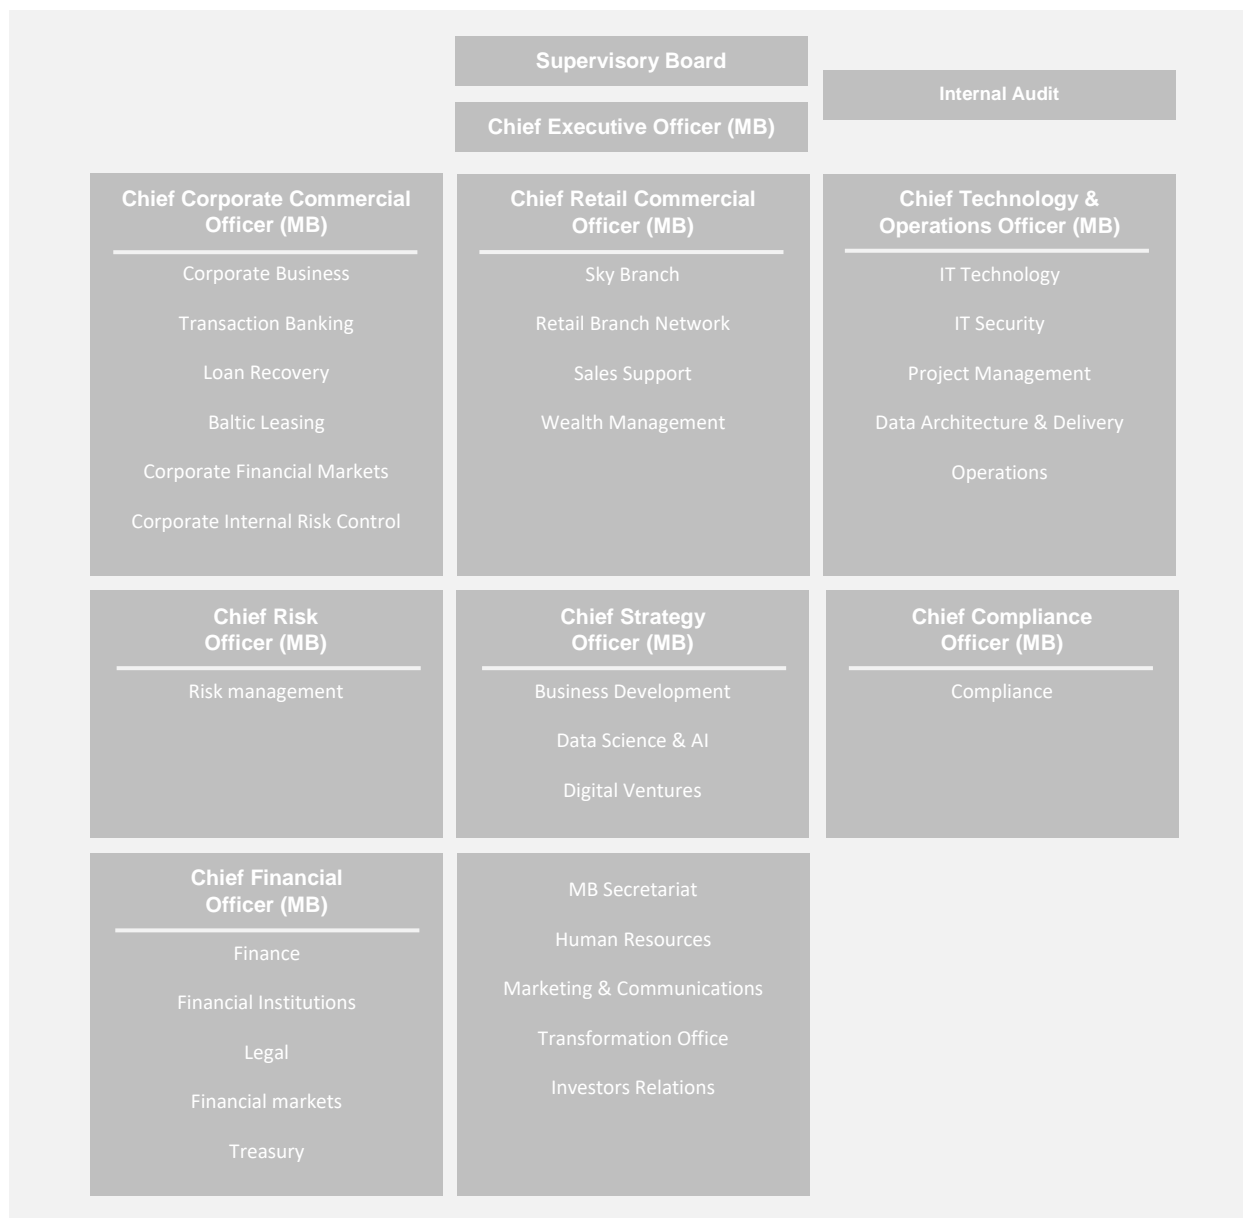 Supervisory Board
Internal Audit
Chief Executive Officer (MB)
Chief Corporate Commercial
Officer (MB)
Corporate Business
Transaction Banking
Loan Recovery
Baltic Leasing
Corporate Financial Markets
Corporate Internal Risk Control
Chief Retail Commercial
Officer (MB)
Sky Branch
Retail Branch Network
Sales Support
Wealth Management
Chief Technology &
Operations Officer (MB)
IT Technology
IT Security
Project Management
Data Architecture & Delivery
Operations
Chief Risk
Officer (MB)
Risk management
Chief Strategy
Officer (MB)
Business Development
Data Science & AI
Digital Ventures
Chief Compliance
Officer (MB)
Compliance
Chief Financial
Officer (MB)
Finance
Financial Institutions
Legal
Financial markets
Treasury
MB Secretariat
Human Resources
Marketing & Communications
Transformation Office
Investors Relations